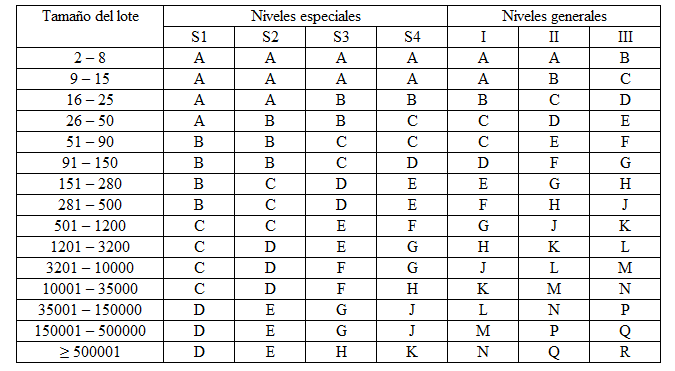 Tamaño del lote Niveles especiales Niveles generales
S1 S2 S3 S4 I II III
2 – 8 A A A A A A B
9 – 15 A A A A A B C
16 – 25 A A B B B C D
26 – 50 A B B C C D E
51 – 90 B B C C C E F
91 – 150 B B C D D F G
151 – 280 B C D E E G H
281 – 500 B C D E F H J
501 – 1200 C C E F G J K
1201 – 3200 C D E G H K L
3201 – 10000 C D F G J L M
10001 – 35000 C D F H K M N
35001 – 150000 D E G J L N P
150001 – 500000 D E G J M P Q
≥ 500001 D E H K N Q R